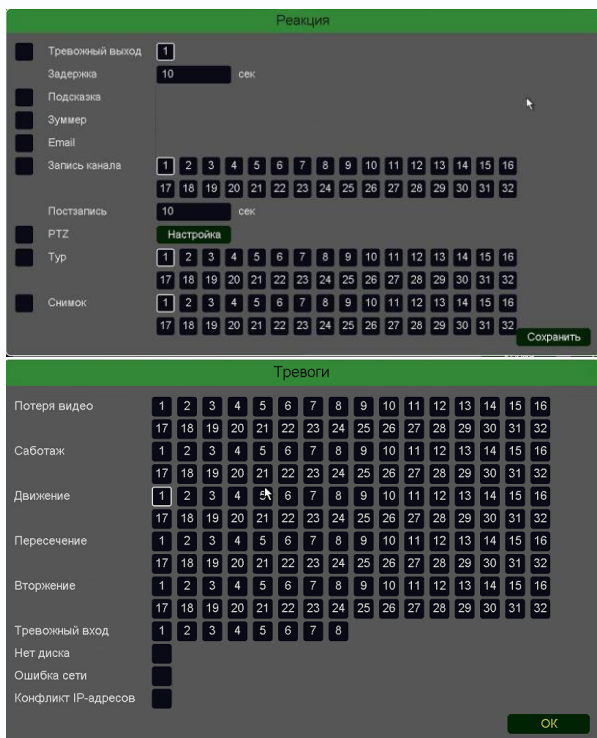 Реакция
Тревожный выход 1
Задержка 10 сек
Подсказка
Зуммер
Email
Запись канала 1 2 3 4 5 6 7 8 9 10 11 12 13 14 15 16
17 18 19 20 21 22 23 24 25 26 27 28 29 30 31 32
Постзапись 10 сек
PTZ Настройка
Тур 1 2 3 4 5 6 7 8 9 10 11 12 13 14 15 16
17 18 19 20 21 22 23 24 25 26 27 28 29 30 31 32
Снимок 1 2 3 4 5 6 7 8 9 10 11 12 13 14 15 16
17 18 19 20 21 22 23 24 25 26 27 28 29 30 31 32
Сохранить
Тревоги
Потеря видео 1 2 3 4 5 6 7 8 9 10 11 12 13 14 15 16
17 18 19 20 21 22 23 24 25 26 27 28 29 30 31 32
Саботаж 1 2 3 4 5 6 7 8 9 10 11 12 13 14 15 16
17 18 19 20 21 22 23 24 25 26 27 28 29 30 31 32
Движение 1 2 3 4 5 6 7 8 9 10 11 12 13 14 15 16
17 18 19 20 21 22 23 24 25 26 27 28 29 30 31 32
Пересечение 1 2 3 4 5 6 7 8 9 10 11 12 13 14 15 16
17 18 19 20 21 22 23 24 25 26 27 28 29 30 31 32
Вторжение 1 2 3 4 5 6 7 8 9 10 11 12 13 14 15 16
17 18 19 20 21 22 23 24 25 26 27 28 29 30 31 32
Тревожный вход 1 2 3 4 5 6 7 8
Нет диска
Ошибка сети
Конфликт IP-адресов
OK